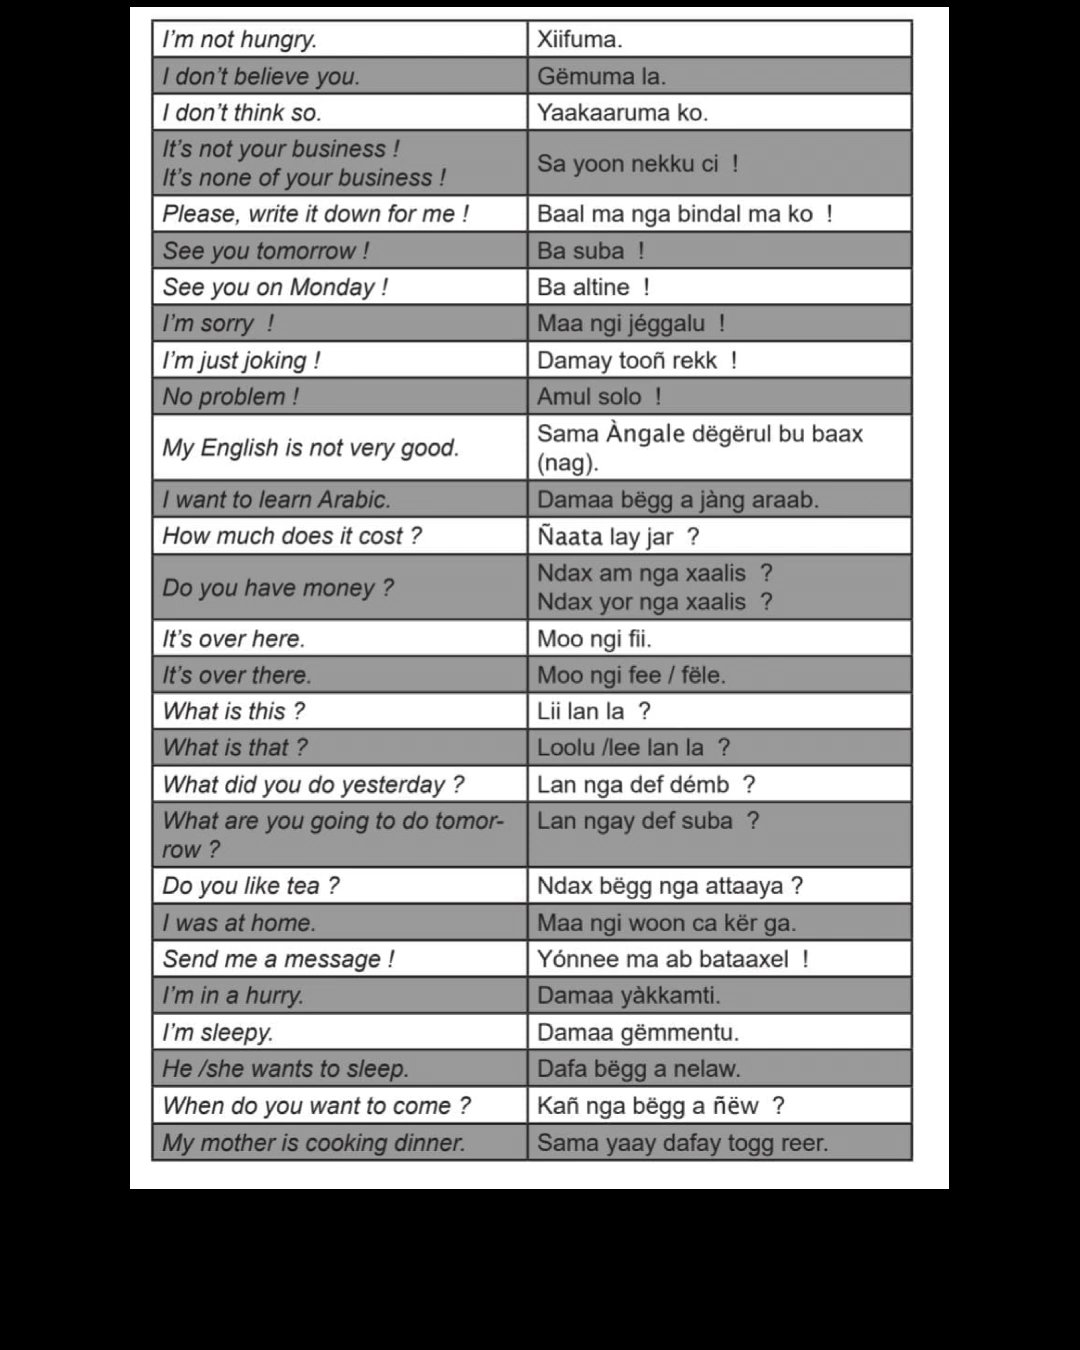 I'm not hungry. Xiifuma.
I don't believe you. Gëmuma la.
I don't think so. Yaakaaruma ko.
It's not your business !
It's none of your business !
Sa yoon nekku ci !
Please, write it down for me ! Baal ma nga bindal ma ko !
See you tomorrow ! Ba suba !
See you on Monday ! Ba altine !
I'm sorry ! Maa ngi jéggalu !
I'm just joking ! Damay tooñ rekk !
No problem ! Amul solo !
My English is not very good.
Sama Àngale dëgërul bu baax
(nag).
I want to learn Arabic. Damaa bëgg a jàng araab.
How much does it cost ? Ñaata lay jar ?
Do you have money ?
Ndax am nga xaalis ?
Ndax yor nga xaalis ?
It's over here. Moo ngi fii.
It's over there. Moo ngi fee / fële.
What is this ? Lii lan la ?
What is that ? Loolu /lee lan la ?
What did you do yesterday ? Lan nga def démb ?
What are you going to do tomor-
row ?
Lan ngay def suba ?
Do you like tea ? Ndax bëgg nga attaaya ?
I was at home. Maa ngi woon ca kër ga.
Send me a message ! Yónnee ma ab bataaxel !
I'm in a hurry. Damaa yàkkamti.
I'm sleepy. Damaa gëmmentu.
He /she wants to sleep. Dafa bëgg a nelaw.
When do you want to come ? Kañ nga bëgg a ñëw ?
My mother is cooking dinner. Sama yaay dafay togg reer.